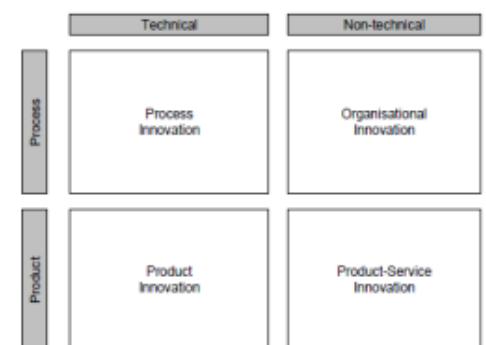 Technical
Non-technical
Process
Process
Innovation
Organisational
Innovation
Product
Product
Innovation
Product-Service
Innovation